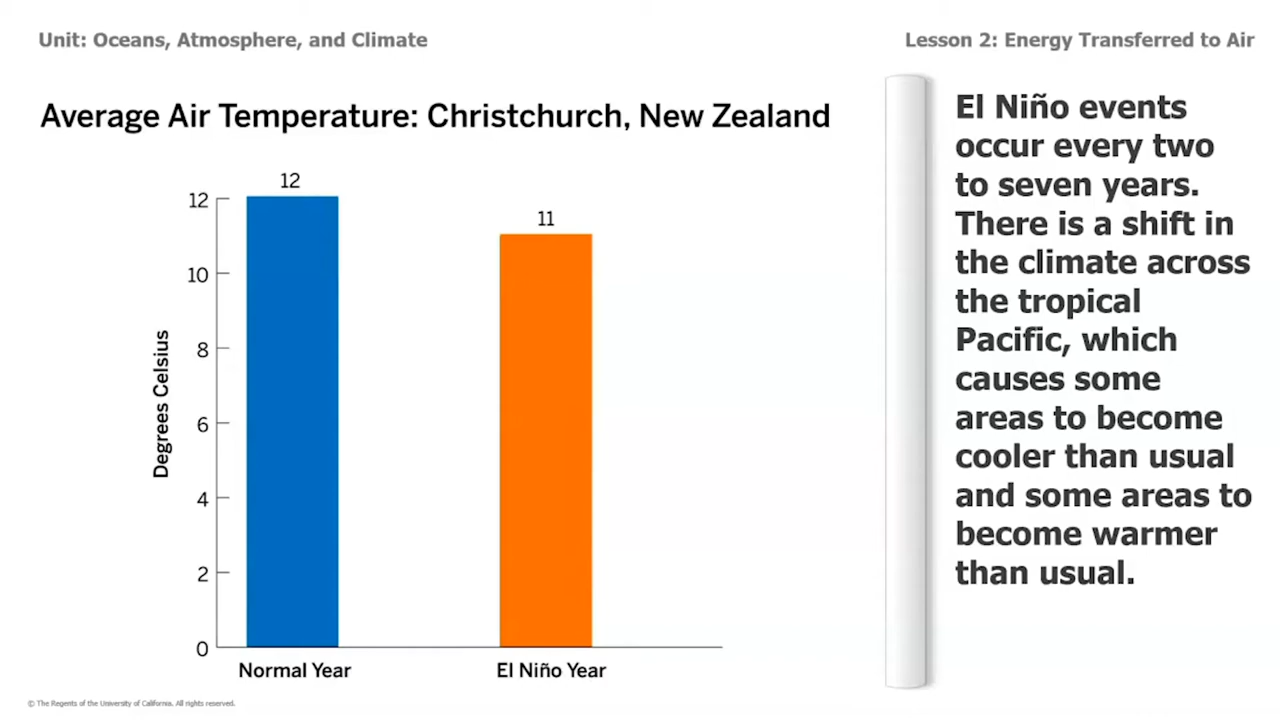 Unit: Oceans, Atmosphere, and Climate
Lesson 2: Energy Transferred to Air
Average Air Temperature: Christchurch, New Zealand
12
11
12
10
8
6
4
2
0
Degrees Celsius
Normal Year
El Niño Year
El Niño events
occur every two
to seven years.
There is a shift in
the climate across
the tropical
Pacific, which
causes some
areas to become
cooler than usual
and some areas to
become warmer
than usual.
© The Regents of the University of California. All rights reserved.